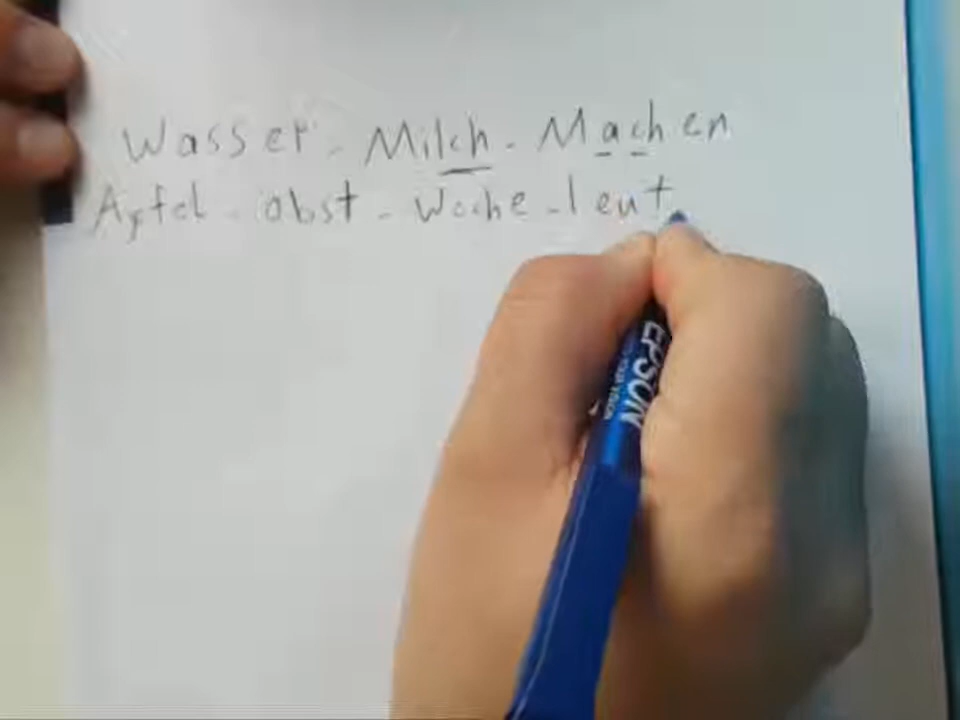 Wasser - Milch - Machen
Apfel - obst - Woche - leut
EPSON